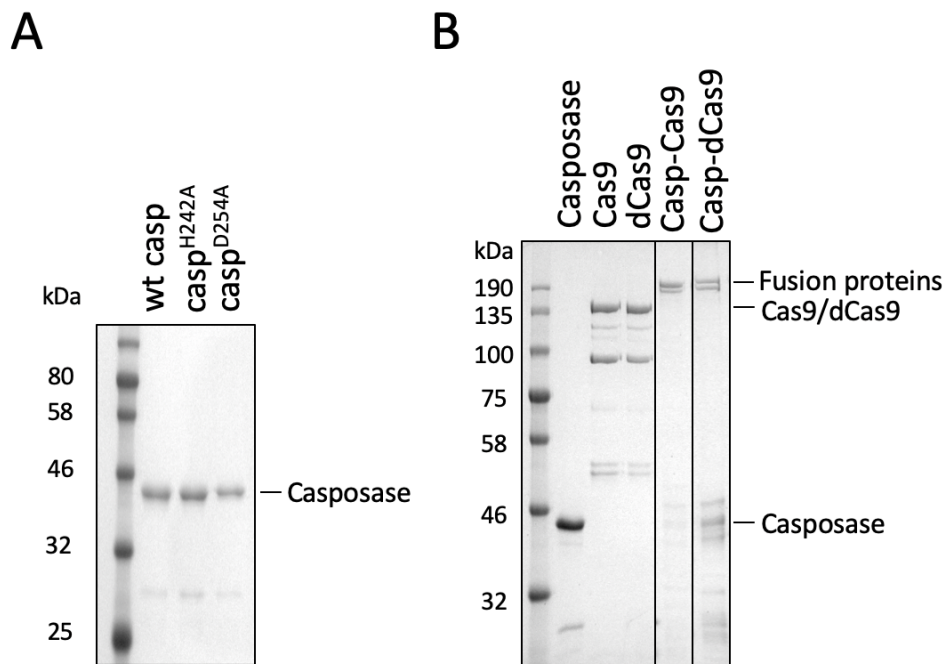 A
B
kDa
wt casp
casp^H242A
casp^D254A
80
58
46
32
25
Casposase
kDa
Casposase
Cas9
dCas9
Casp-Cas9
Casp-dCas9
190
135
100
75
58
46
32
Fusion proteins
Cas9/dCas9
Casposase